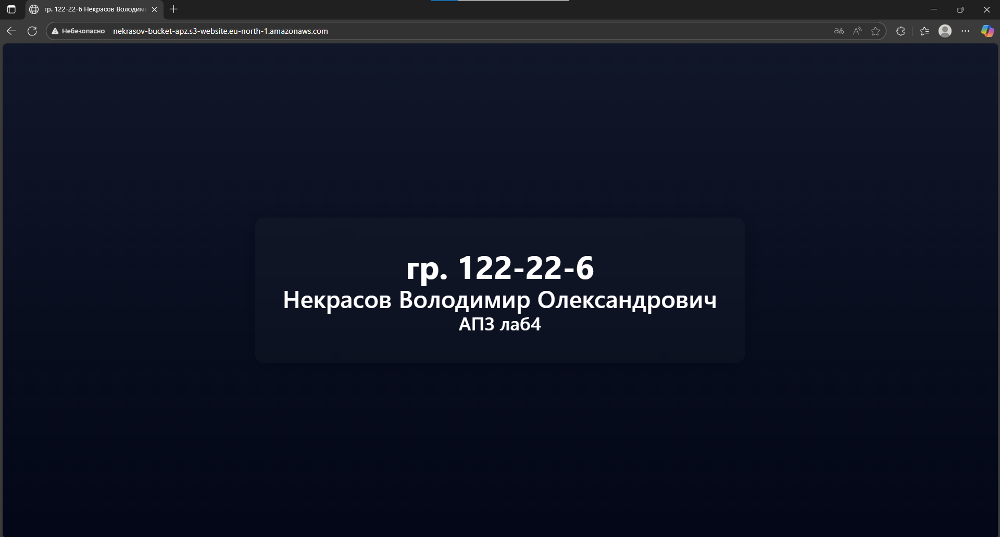 гр. 122-22-6 Некрасов Володим
Небезопасно nekrasov-bucket-apz.s3-website.eu-north-1.amazonaws.com
гр. 122-22-6
Некрасов Володимир Олександрович
АПЗ лаб4